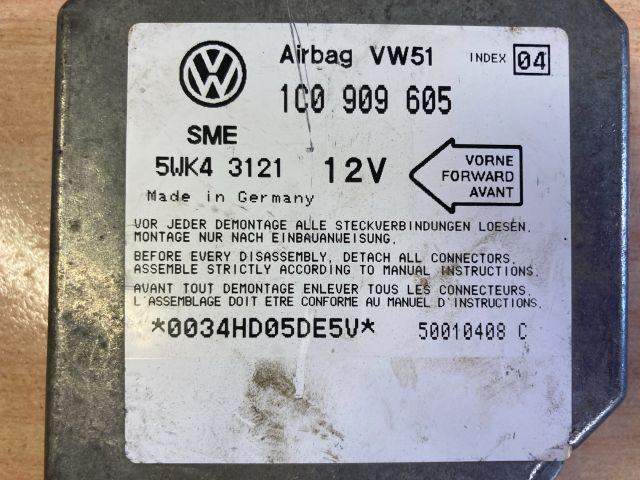 Airbag VW51 INDEX 04
1C0 909 605
SME
5WK4 3121 12V
VORNE
FORWARD
AVANT
Made in Germany
VOR JEDER DEMONTAGE ALLE STECKVERBINDUNGEN LOESEN.
MONTAGE NUR NACH EINBAUANWEISUNG.
BEFORE EVERY DISASSEMBLY, DETACH ALL CONNECTORS.
ASSEMBLE STRICTLY ACCORDING TO MANUAL INSTRUCTIONS.
AVANT TOUT DEMONTAGE ENLEVER TOUS LES CONNECTEURS.
L'ASSEMBLAGE DOIT ETRE CONFORME AU MANUEL D'INSTRUCTIONS.
*0034HD05DE5V* 50010408 C